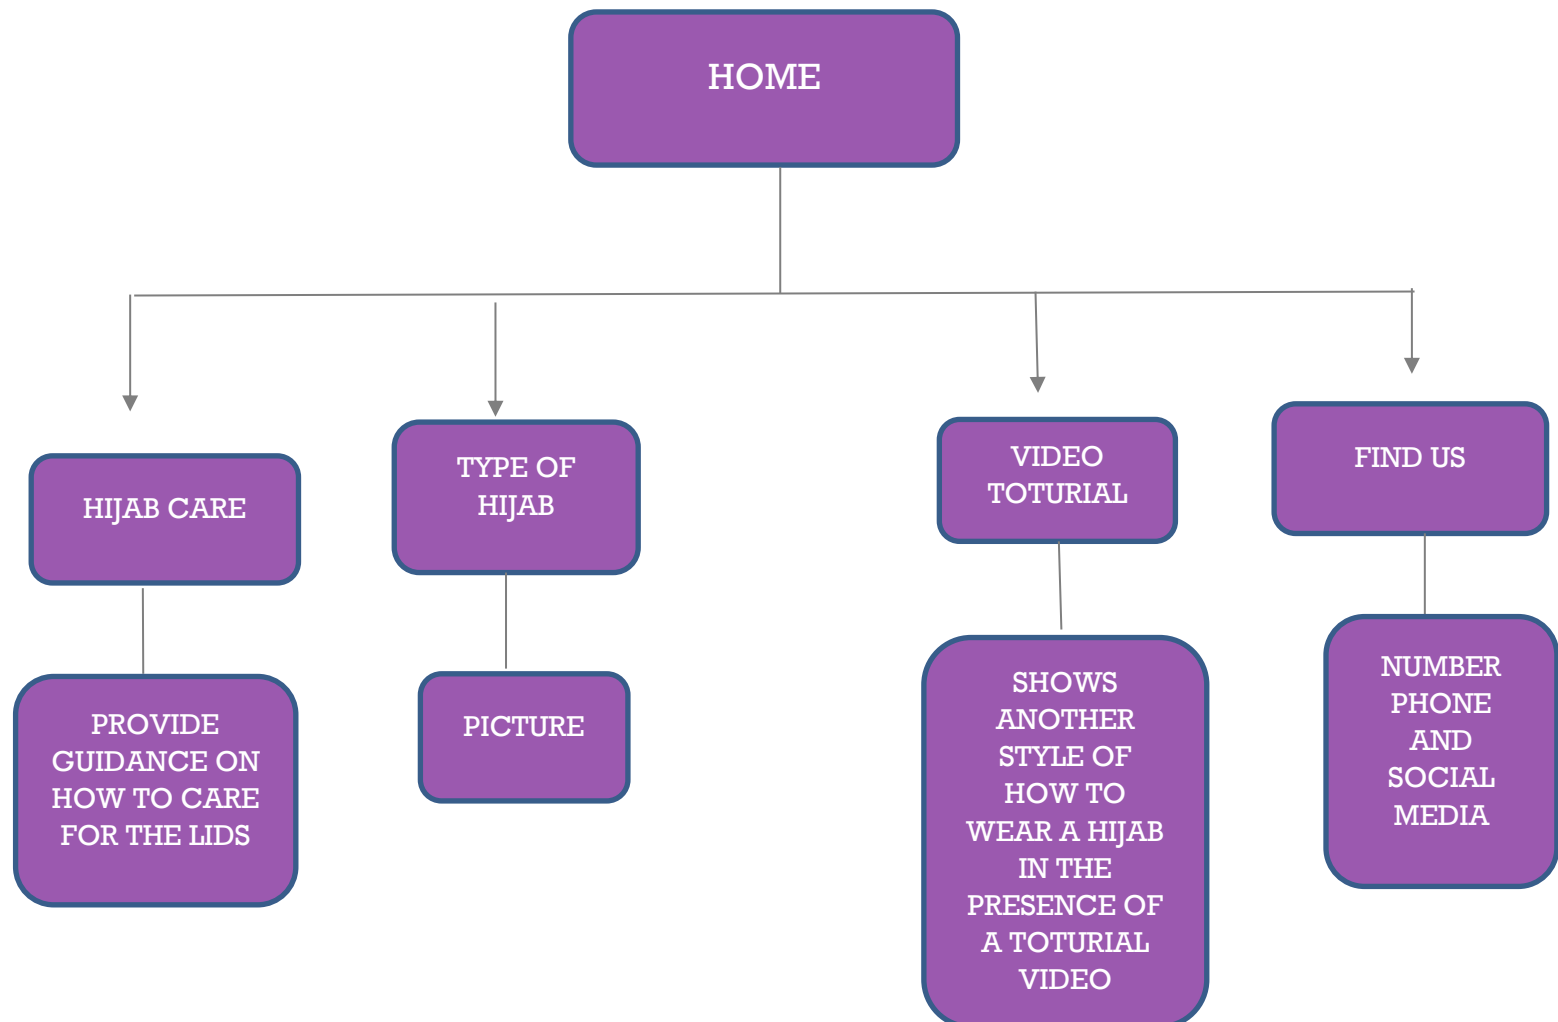 HOME
HIJAB CARE
TYPE OF
HIJAB
VIDEO
TOTURIAL
FIND US
PROVIDE
GUIDANCE ON
HOW TO CARE
FOR THE LIDS
PICTURE
SHOWS
ANOTHER
STYLE OF
HOW TO
WEAR A HIJAB
IN THE
PRESENCE OF
A TOTURIAL
VIDEO
NUMBER
PHONE
AND
SOCIAL
MEDIA